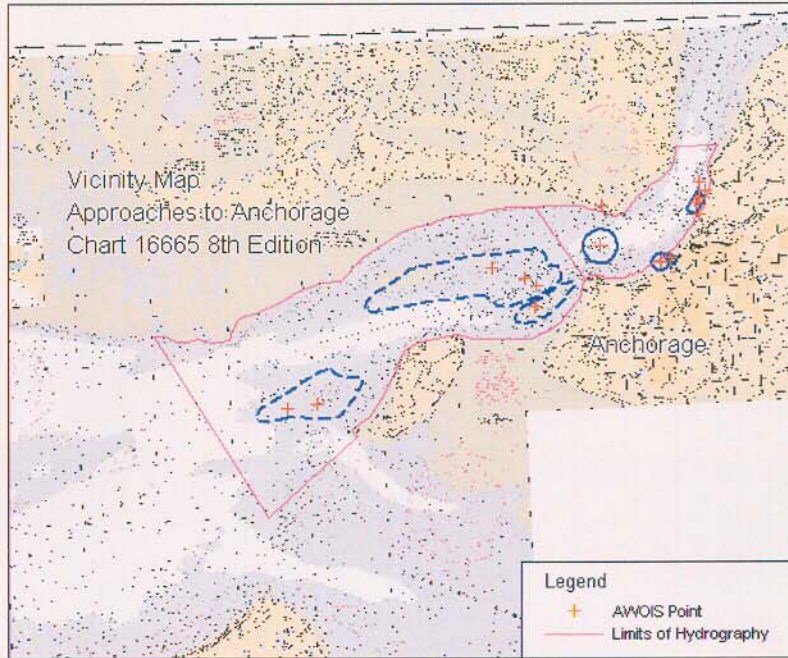 Vicinity Map
Approaches to Anchorage
Chart 16665 8th Edition
Anchorage
Legend
AWOIS Point
Limits of Hydrography